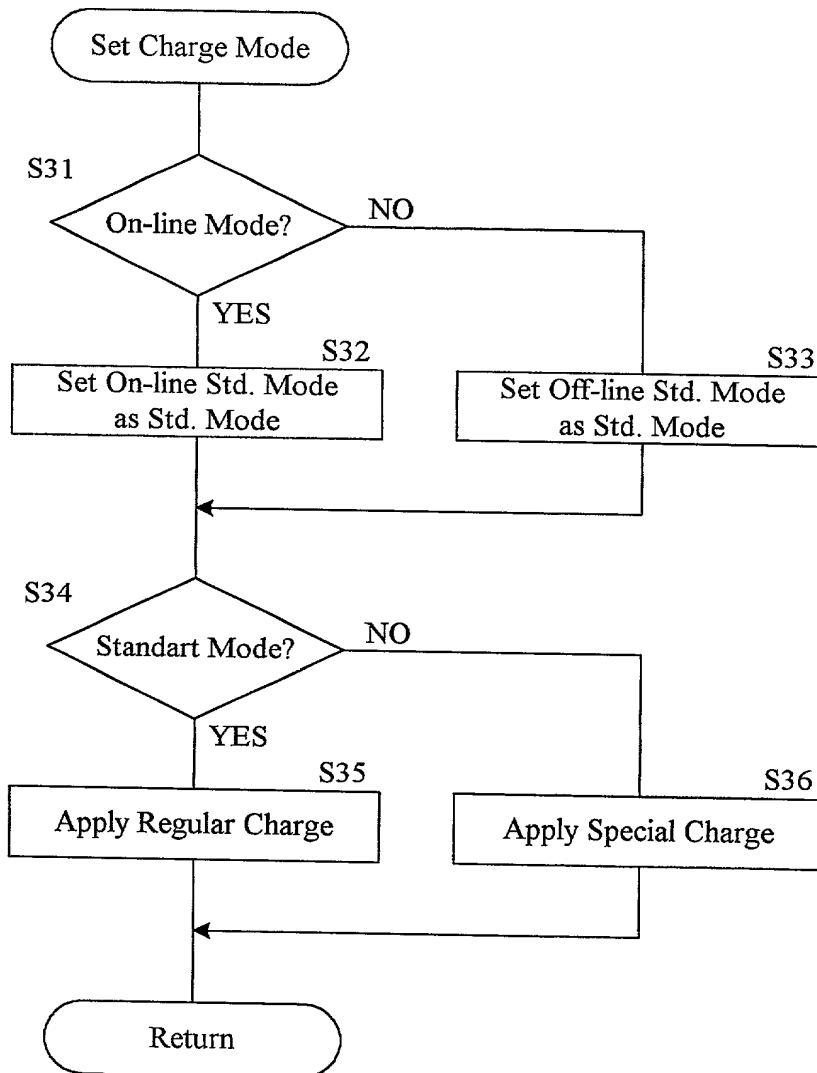 Set Charge Mode
S31
On-line Mode?
NO
YES
S32
Set On-line Std. Mode
as Std. Mode
S33
Set Off-line Std. Mode
as Std. Mode
S34
Standart Mode?
NO
YES
S35
Apply Regular Charge
S36
Apply Special Charge
Return